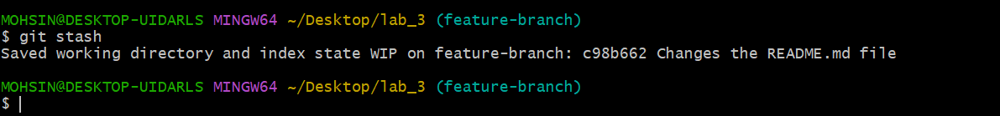 MOHSIN@DESKTOP-UIDARLS MINGW64 ~/Desktop/lab_3 (feature-branch)
$ git stash
Saved working directory and index state WIP on feature-branch: c98b662 Changes the README.md file
MOHSIN@DESKTOP-UIDARLS MINGW64 ~/Desktop/lab_3 (feature-branch)
$